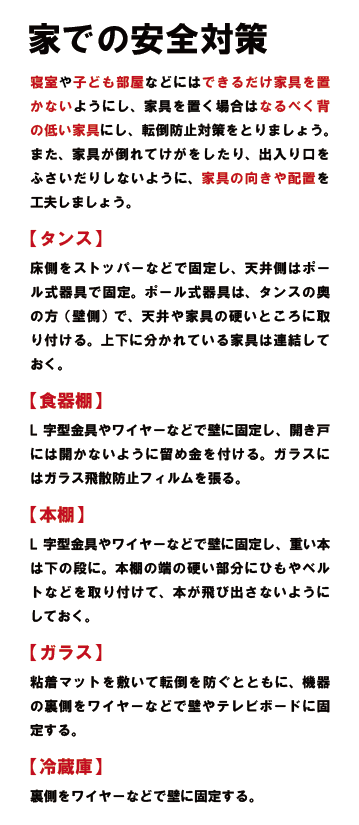 家での安全対策
寝室や子ども部屋などにはできるだけ家具を置
かないようにし、家具を置く場合はなるべく背
の低い家具にし、転倒防止対策をとりましょう。
また、家具が倒れてけがをしたり、出入り口を
ふさいだりしないように、家具の向きや配置を
工夫しましょう。
【タンス】
床側をストッパーなどで固定し、天井側はポー
ル式器具で固定。ポール式器具は、タンスの奥
の方（壁側）で、天井や家具の硬いところに取
り付ける。上下に分かれている家具は連結して
おく。
【食器棚】
L 字型金具やワイヤーなどで壁に固定し、開き戸
には開かないように留め金を付ける。ガラスに
はガラス飛散防止フィルムを張る。
【本棚】
L 字型金具やワイヤーなどで壁に固定し、重い本
は下の段に。本棚の端の硬い部分にひもやベル
トなどを取り付けて、本が飛び出さないように
しておく。
【ガラス】
粘着マットを敷いて転倒を防ぐとともに、機器
の裏側をワイヤーなどで壁やテレビボードに固
定する。
【冷蔵庫】
裏側をワイヤーなどで壁に固定する。